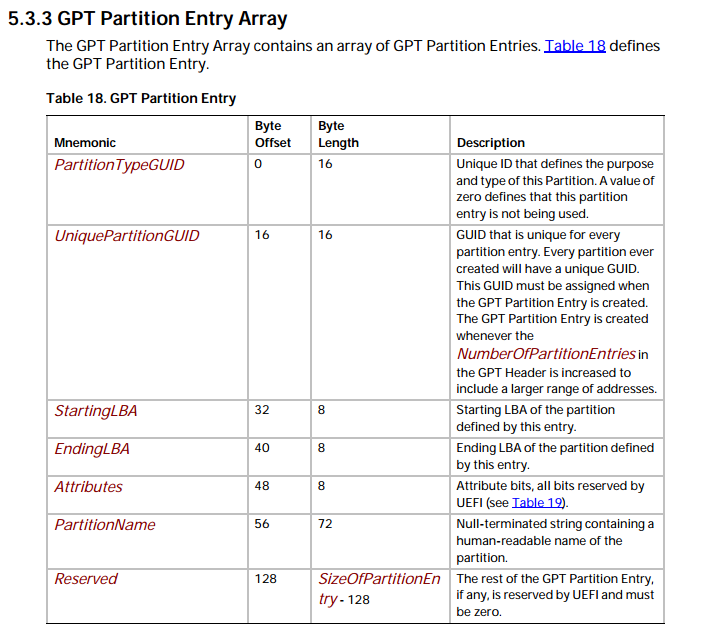 5.3.3 GPT Partition Entry Array
The GPT Partition Entry Array contains an array of GPT Partition Entries. Table 18 defines
the GPT Partition Entry.
Table 18. GPT Partition Entry
Mnemonic Byte Offset Byte Length Description
PartitionTypeGUID 0 16 Unique ID that defines the purpose
and type of this Partition. A value of
zero defines that this partition
entry is not being used.
UniquePartitionGUID 16 16 GUID that is unique for every
partition entry. Every partition ever
created will have a unique GUID.
This GUID must be assigned when
the GPT Partition Entry is created.
The GPT Partition Entry is created
whenever the
NumberOfPartitionEntries in
the GPT Header is increased to
include a larger range of addresses.
StartingLBA 32 8 Starting LBA of the partition
defined by this entry.
EndingLBA 40 8 Ending LBA of the partition defined
by this entry.
Attributes 48 8 Attribute bits, all bits reserved by
UEFI (see Table 19).
PartitionName 56 72 Null-terminated string containing a
human-readable name of the
partition.
Reserved 128 SizeOfPartitionEn The rest of the GPT Partition Entry,
try - 128 if any, is reserved by UEFI and must
be zero.